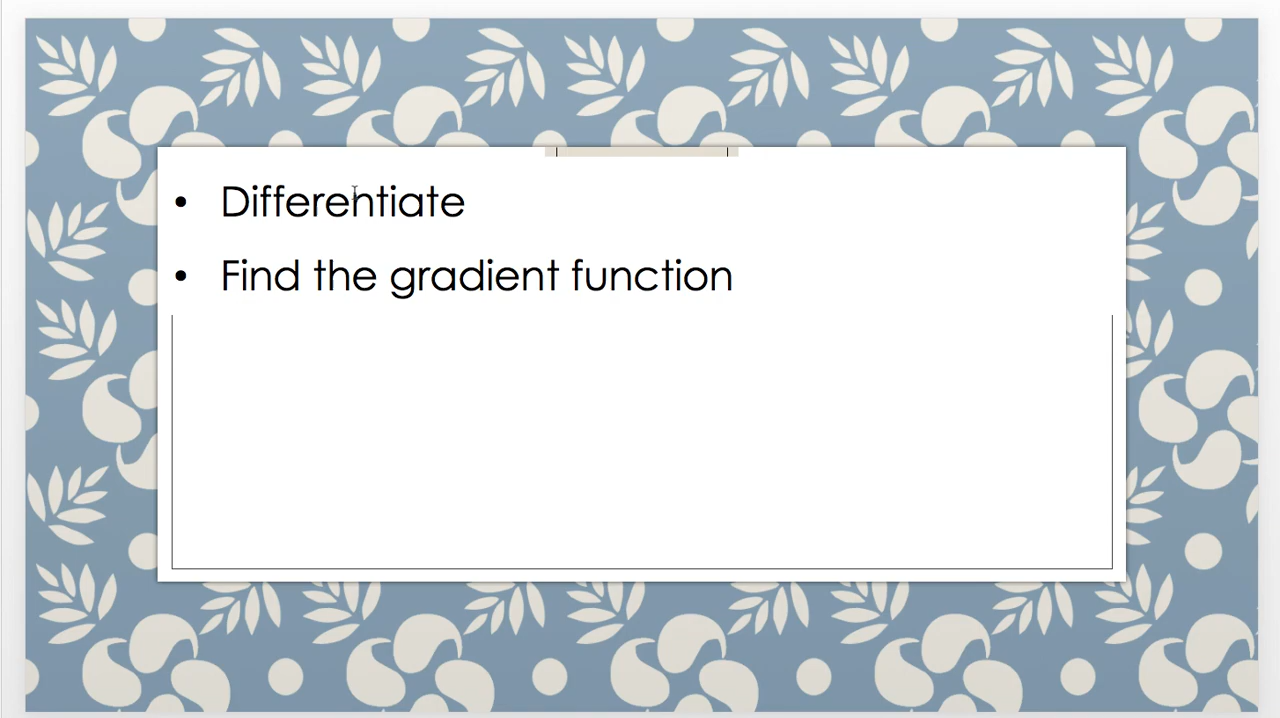 • Differentiate
• Find the gradient function